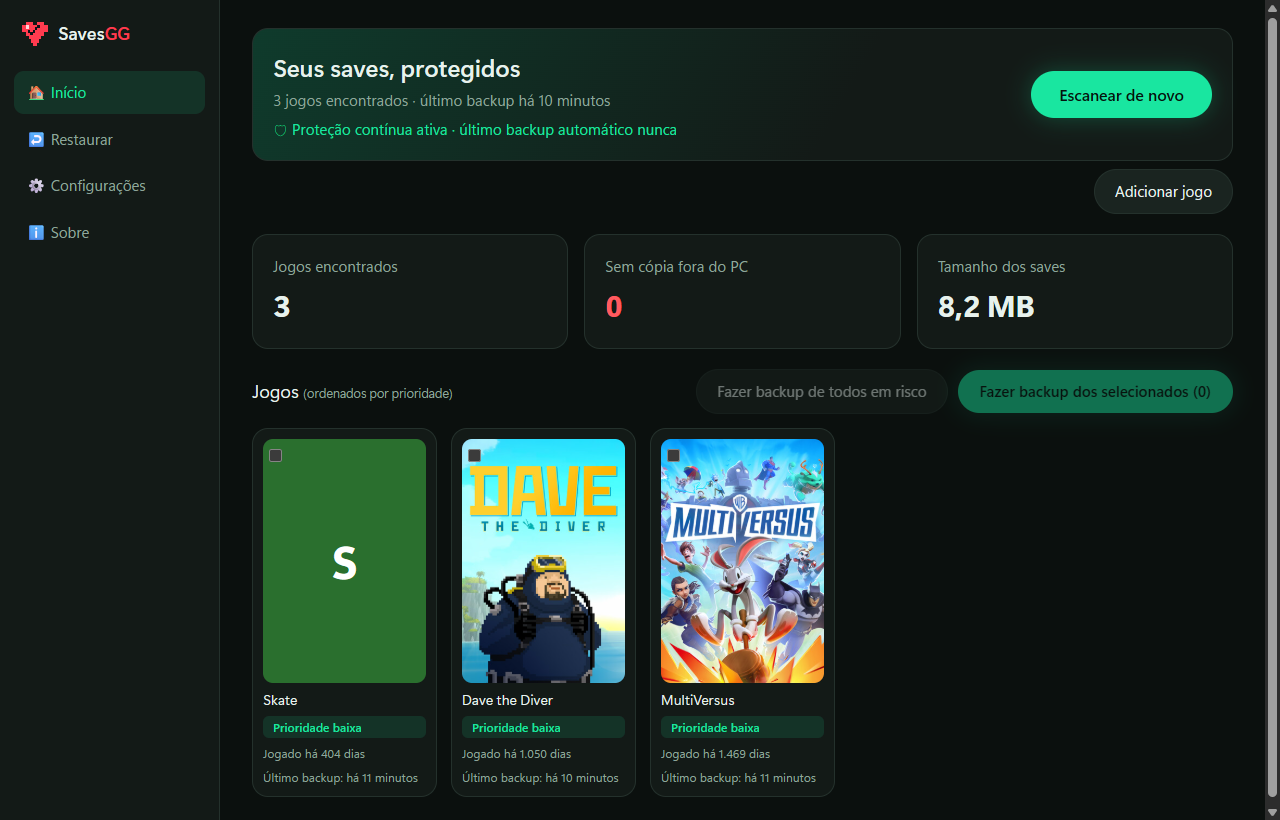 SavesGG
Início
Restaurar
Configurações
Sobre
Seus saves, protegidos
3 jogos encontrados · último backup há 10 minutos
Proteção contínua ativa · último backup automático nunca
Escanear de novo
Adicionar jogo
Jogos encontrados
3
Sem cópia fora do PC
0
Tamanho dos saves
8,2 MB
Jogos (ordenados por prioridade)
Fazer backup de todos em risco
Fazer backup dos selecionados (0)
S
Skate
Prioridade baixa
Jogado há 404 dias
Último backup: há 11 minutos
DAVE
THE DIVER
Dave the Diver
Prioridade baixa
Jogado há 1.050 dias
Último backup: há 10 minutos
WB
MULTIVERSUS
MultiVersus
Prioridade baixa
Jogado há 1.469 dias
Último backup: há 11 minutos